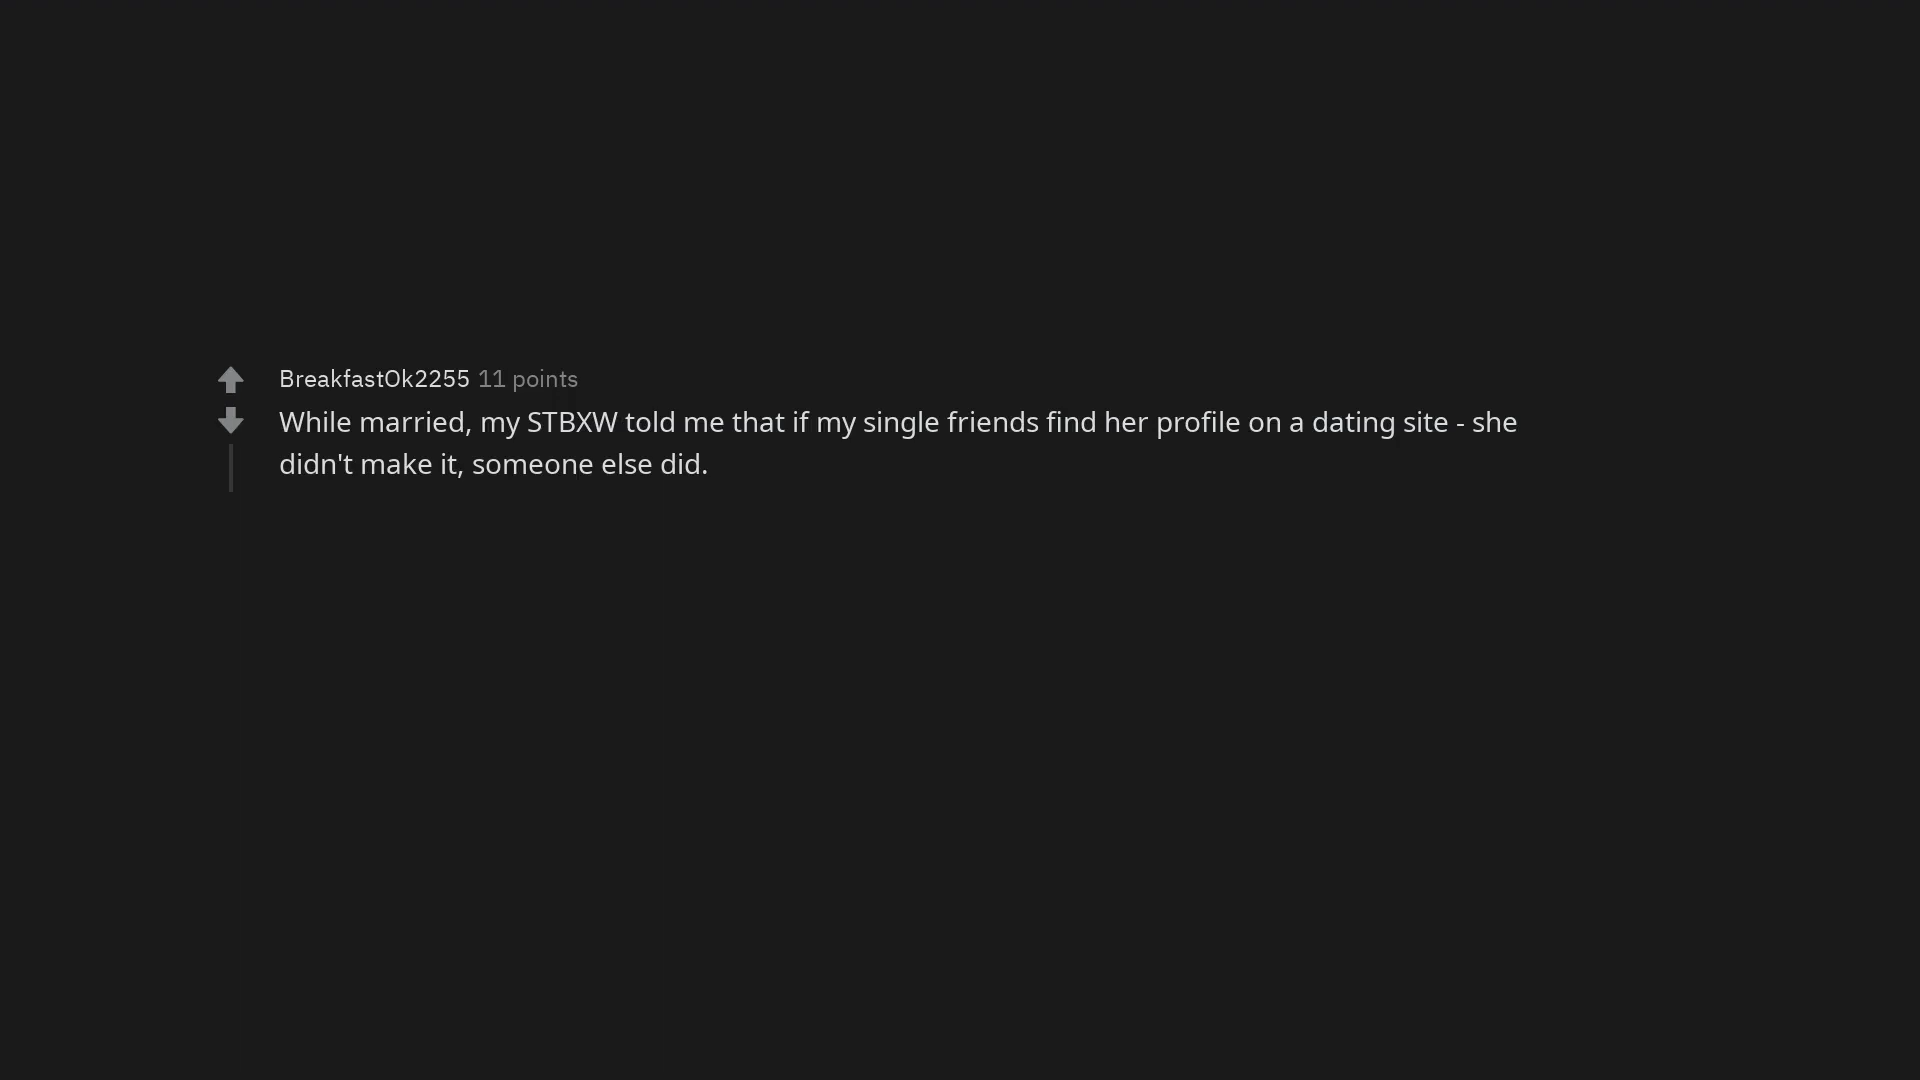 BreakfastOk2255 11 points
While married, my STBXW told me that if my single friends find her profile on a dating site - she
didn't make it, someone else did.